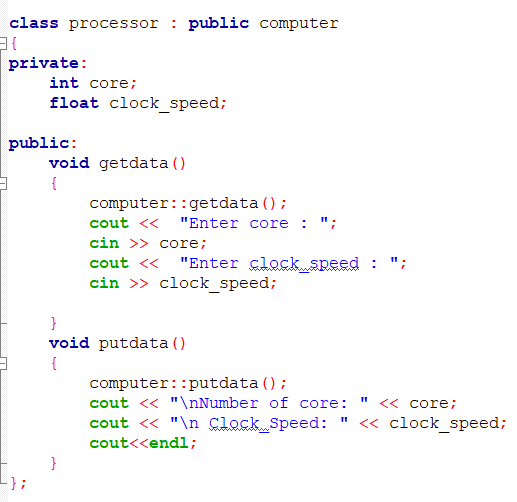 class processor : public computer
{
private:
    int core;
    float clock_speed;

public:
    void getdata()
    {
        computer::getdata();
        cout <<  "Enter core : ";
        cin >> core;
        cout <<  "Enter clock_speed : ";
        cin >> clock_speed;

    }
    void putdata()
    {
        computer::putdata();
        cout << "\nNumber of core: " << core;
        cout << "\n Clock_Speed: " << clock_speed;
        cout<<endl;
    }
};